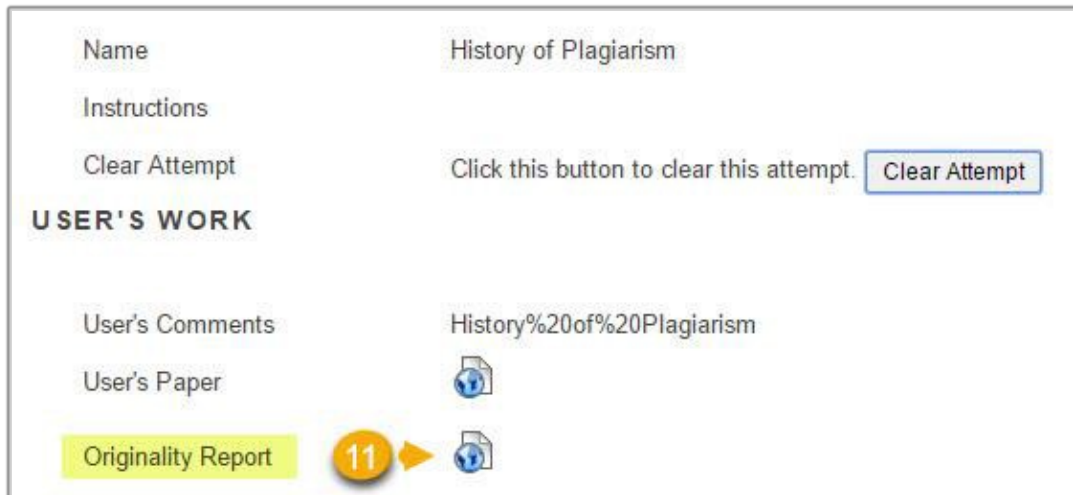 Name History of Plagiarism
Instructions
Clear Attempt Click this button to clear this attempt. Clear Attempt
USER'S WORK
User's Comments History%20of%20Plagiarism
User's Paper
Originality Report 11